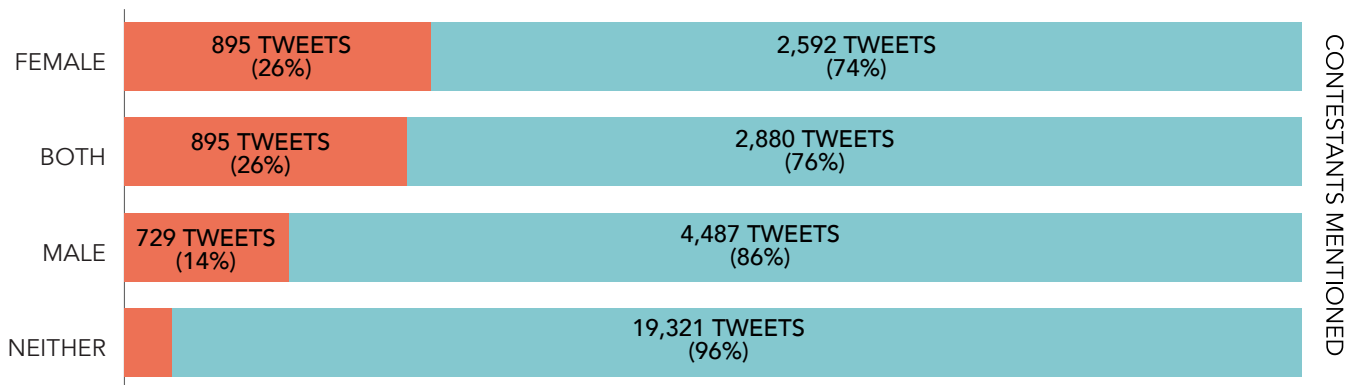 FEMALE
895 TWEETS
(26%)
2,592 TWEETS
(74%)
BOTH
895 TWEETS
(26%)
2,880 TWEETS
(76%)
MALE
729 TWEETS
(14%)
4,487 TWEETS
(86%)
NEITHER
19,321 TWEETS
(96%)
CONTESTANTS MENTIONED